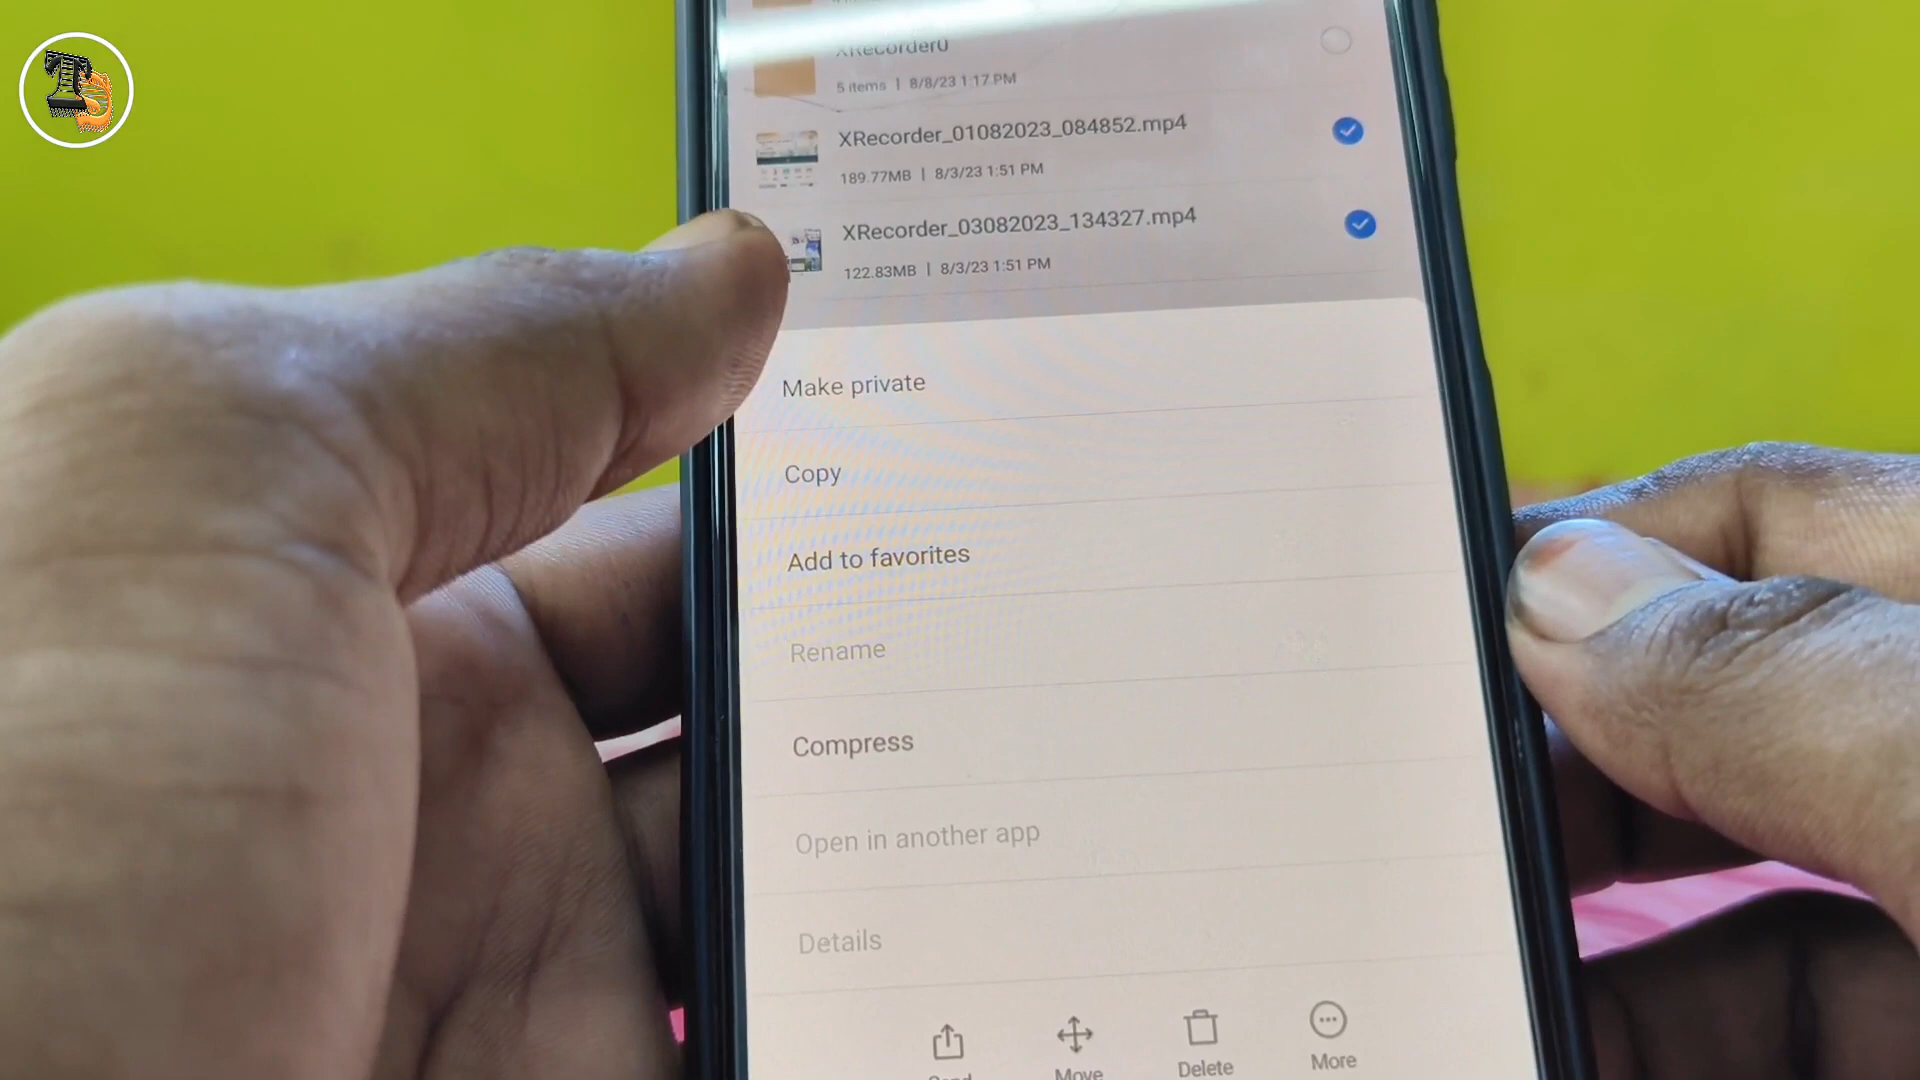 XRecorder0
5 items | 8/8/23 1:17 PM
XRecorder_01082023_084852.mp4
189.77MB | 8/3/23 1:51 PM
XRecorder_03082023_134327.mp4
122.83MB | 8/3/23 1:51 PM
Make private
Copy
Add to favorites
Rename
Compress
Open in another app
Details
Send
Move
Delete
More